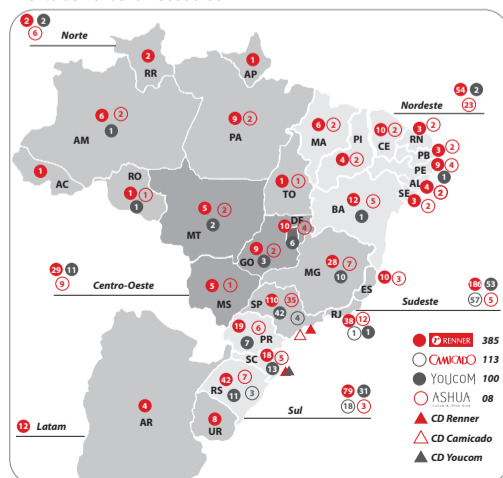 2 2
Norte
6
2
RR
1
AP
54 2
Nordeste
23
6 2
AM
1
9 2
PA
6 2
MA
PI
4 2
10 2
CE
3 2
RN
3 2
PB
9 4
PE
1
AL
4 2
SE
3 2
1
AC
RO
1 1
1
1 1
TO
12 5
BA
1
5 2
MT
2
DF
10 4
6
9 2
GO
3
28 7
MG
10
10 3
ES
29 11
Centro-Oeste
9
5 1
MS
SP
110 35
42 4
RJ
38 12
1 1
186 53
Sudeste
57 5
19 6
PR
7
SC
18 5
13
42 7
RS
11 3
79 31
Sul
18 3
12
Latam
4
AR
8
UR
RENNER 385
CAMICADO 113
YOUCOM 100
ASHUA 08
CD Renner
CD Camicado
CD Youcom